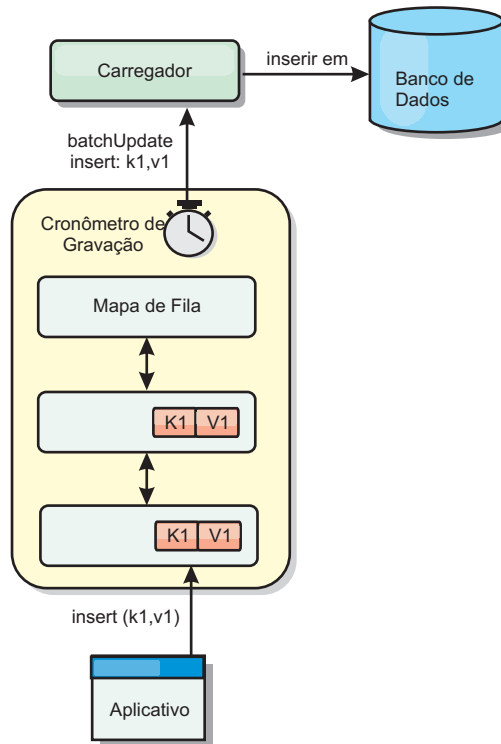 Carregador
inserir em
Banco de
Dados
batchUpdate
insert: k1,v1
Cronômetro de
Gravação
Mapa de Fila
K1 V1
K1 V1
insert (k1,v1)
Aplicativo